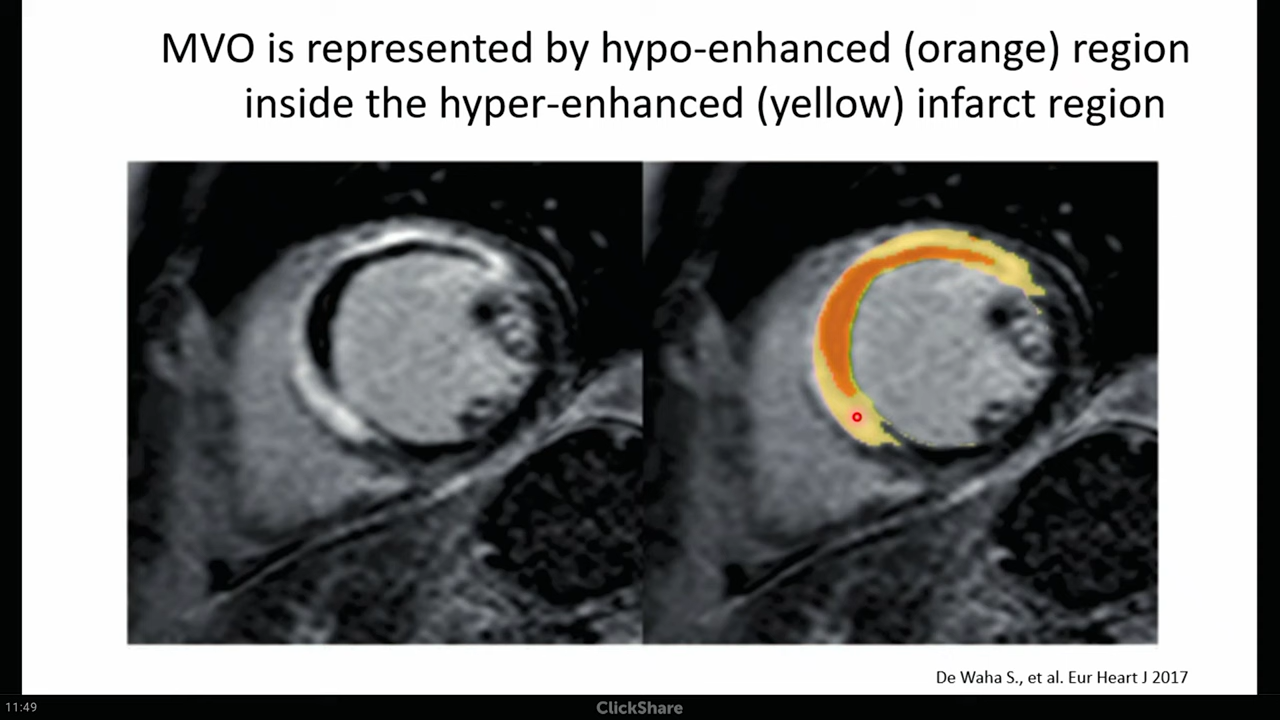 MVO is represented by hypo-enhanced (orange) region
inside the hyper-enhanced (yellow) infarct region
De Waha S., et al. Eur Heart J 2017
11:49
ClickShare